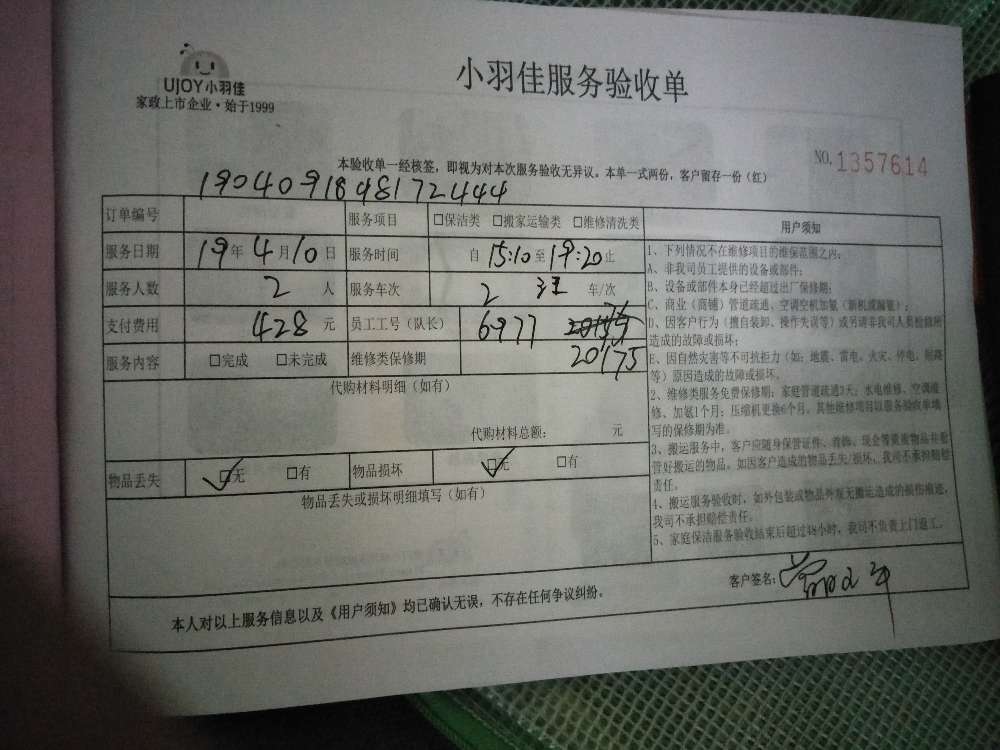 UJOY小羽佳
家政上市企业·始于1999
小羽佳服务验收单
NO.1357614
本验收单一经核签,即视为对本次服务验收无异议。本单一式两份,客户留存一份(红)
1904091848172444
订单编号 服务项目 □保洁类 □搬家运输类 □维修清洗类
服务日期 19年4月10日 服务时间 自15:10至19:20止
服务人数 2人 服务车次 2 班 车/次
支付费用 428元 员工工号(队长) 6977
20175
服务内容 □完成 □未完成 维修类保修期
代购材料明细(如有)
代购材料总额: 元
物品丢失 ☑无 □有 物品损坏 ☑无 □有
物品丢失或损坏明细填写(如有)
用户须知
1、下列情况不在维修项目的维保范围之内:
A、非我司员工提供的设备或部件;
B、设备或部件本身已经超过出厂保修期;
C、商业(商铺)管道疏通、空调空机加氨(新机或漏氟);
D、因客户行为(擅自装卸、操作失误等)或另请非我司人员检修所
造成的故障或损坏;
E、因自然灾害等不可抗拒力(如:地震、雷电、火灾、停电、短路
等)原因造成的故障或损坏。
2、维修类服务免费保修期:家庭管道疏通3天;水电维修、空调维
修、加氨1个月;压缩机更换6个月。其他维修项目以服务验收单填
写的保修期为准。
3、搬运服务中,客户应随身保管证件、首饰、现金等贵重物品并监
管好搬运的物品。如因客户造成的物品丢失/损坏,我司不承担赔偿
责任。
4、搬运服务验收时,如外包装或物品外形无搬运造成的损伤痕迹,
我司不承担赔偿责任。
5、家庭保洁服务验收结束后超过48小时,我司不负责上门返工。
本人对以上服务信息以及《用户须知》均已确认无误,不存在任何争议纠纷。
客户签名: